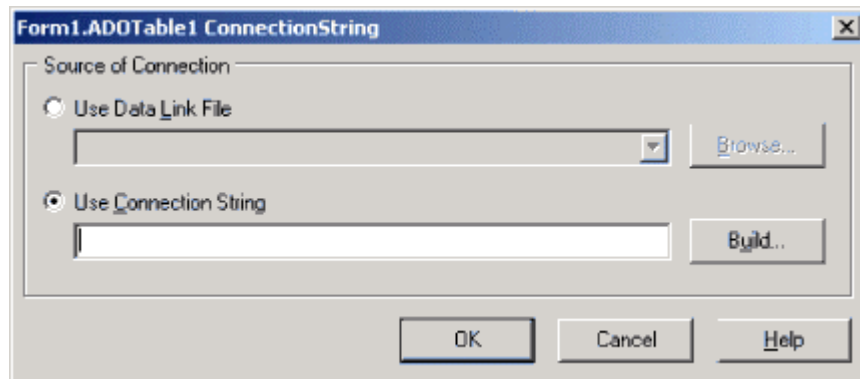 Form1.ADOTable1 ConnectionString
Source of Connection
Use Data Link File
Browse...
Use Connection String
Build...
OK Cancel Help